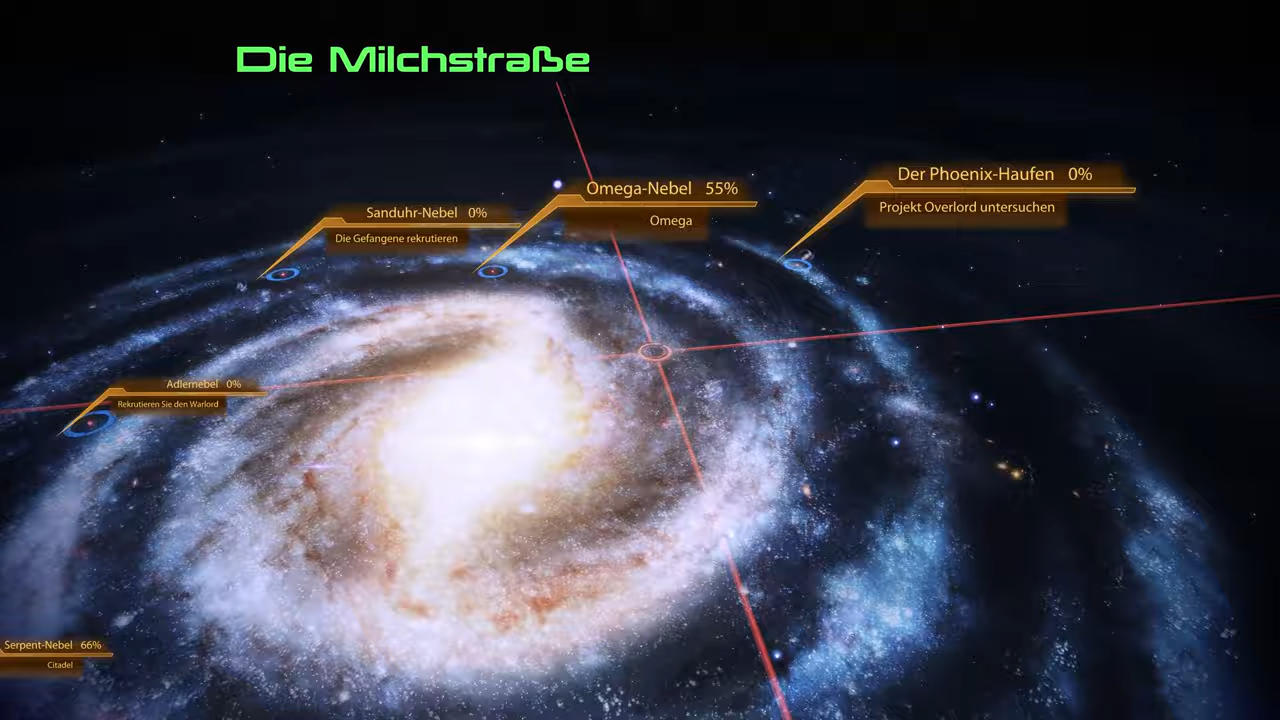 Die Milchstraße
Der Phoenix-Haufen 0%
Projekt Overlord untersuchen
Omega-Nebel 55%
Omega
Sanduhr-Nebel 0%
Die Gefangene rekrutieren
Adlernebel 0%
Rekrutieren Sie den Warlord
Serpent-Nebel 66%
Citadel